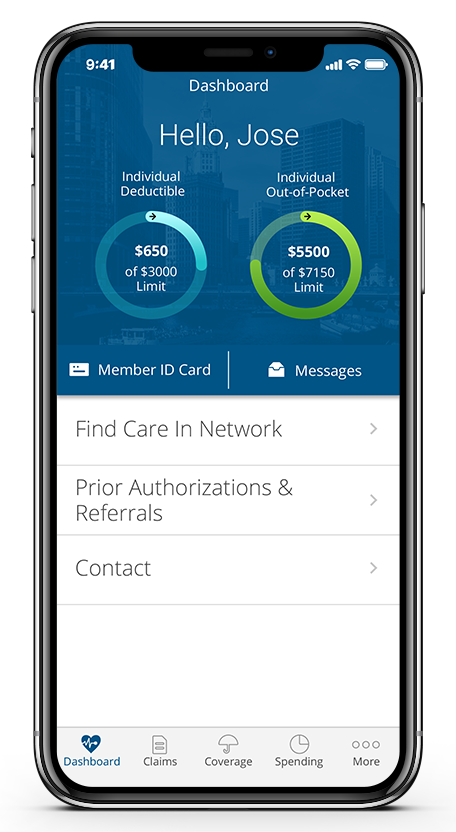 9:41
Dashboard
Hello, Jose
Individual
Deductible
$650
of $3000
Limit
Individual
Out-of-Pocket
$5500
of $7150
Limit
Member ID Card
Messages
Find Care In Network
Prior Authorizations &
Referrals
Contact
Dashboard
Claims
Coverage
Spending
More